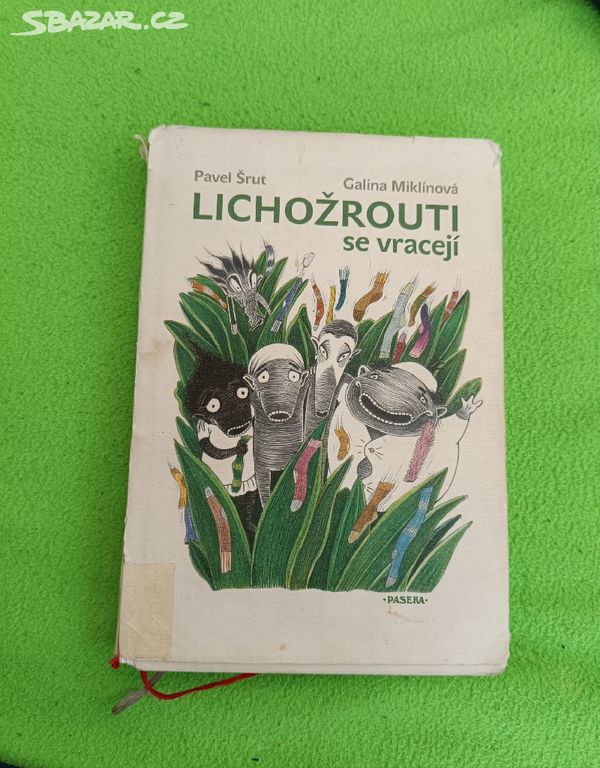 SBAZAR.CZ
Pavel Šrut
Galina Miklínová
LICHOŽROUTI
se vracejí
•PASEKA•